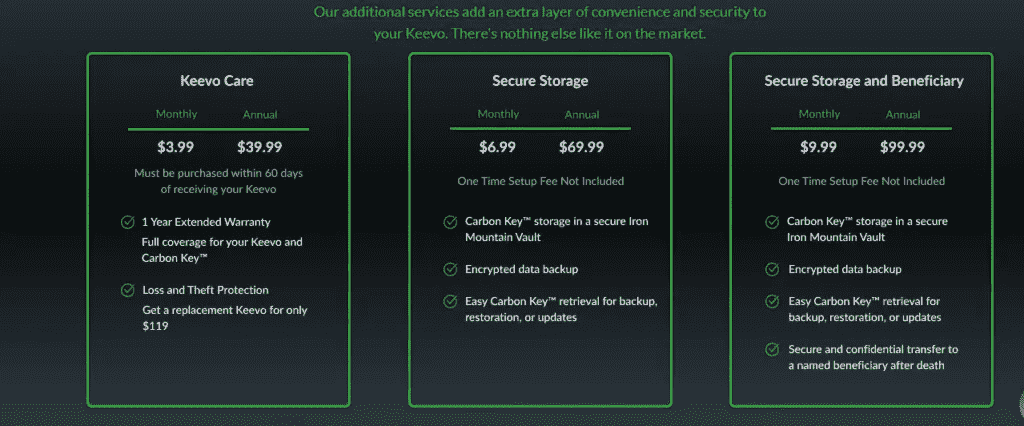 Our additional services add an extra layer of convenience and security to
your Keevo. There's nothing else like it on the market.
Keevo Care
Monthly Annual
$3.99 $39.99
Must be purchased within 60 days
of receiving your Keevo
1 Year Extended Warranty
Full coverage for your Keevo and
Carbon Key™
Loss and Theft Protection
Get a replacement Keevo for only
$119
Secure Storage
Monthly Annual
$6.99 $69.99
One Time Setup Fee Not Included
Carbon Key™ storage in a secure Iron
Mountain Vault
Encrypted data backup
Easy Carbon Key™ retrieval for backup,
restoration, or updates
Secure Storage and Beneficiary
Monthly Annual
$9.99 $99.99
One Time Setup Fee Not Included
Carbon Key™ storage in a secure
Iron Mountain Vault
Encrypted data backup
Easy Carbon Key™ retrieval for
backup, restoration, or updates
Secure and confidential transfer to
a named beneficiary after death